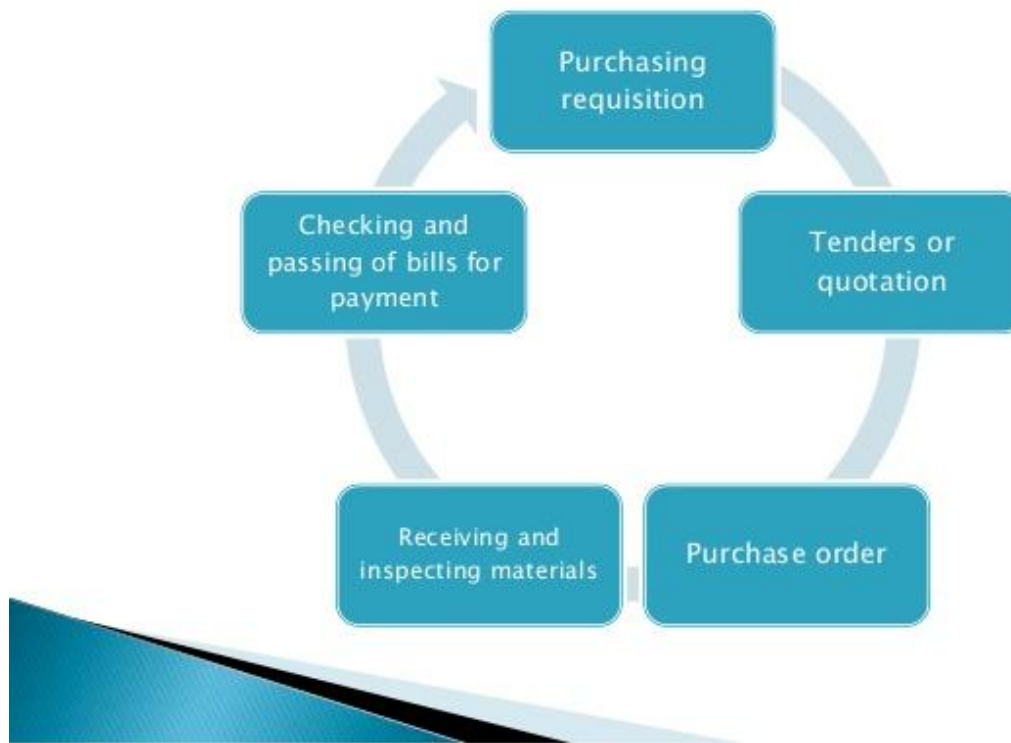 Purchasing
requisition
Tenders or
quotation
Purchase order
Receiving and
inspecting materials
Checking and
passing of bills for
payment